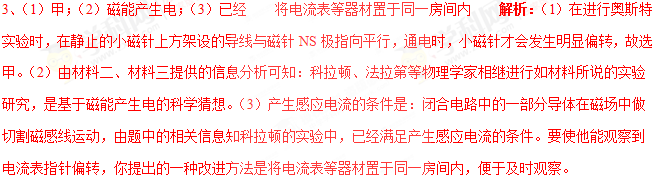 3、(1) 甲；(2) 磁能产生电；(3) 已经 将电流表等器材置于同一房间内 解析：(1) 在进行奥斯特
实验时，在静止的小磁针上方架设的导线与磁针 NS 极指向平行，通电时，小磁针才会发生明显偏转，故选
甲。(2) 由材料二、材料三提供的信息分析可知：科拉顿、法拉第等物理学家相继进行如材料所说的实验
研究，是基于磁能产生电的科学猜想。(3) 产生感应电流的条件是：闭合电路中的一部分导体在磁场中做
切割磁感线运动，由题中的相关信息知科拉顿的实验中，已经满足产生感应电流的条件。要使他能观察到
电流表指针偏转，你提出的一种改进方法是将电流表等器材置于同一房间内，便于及时观察。